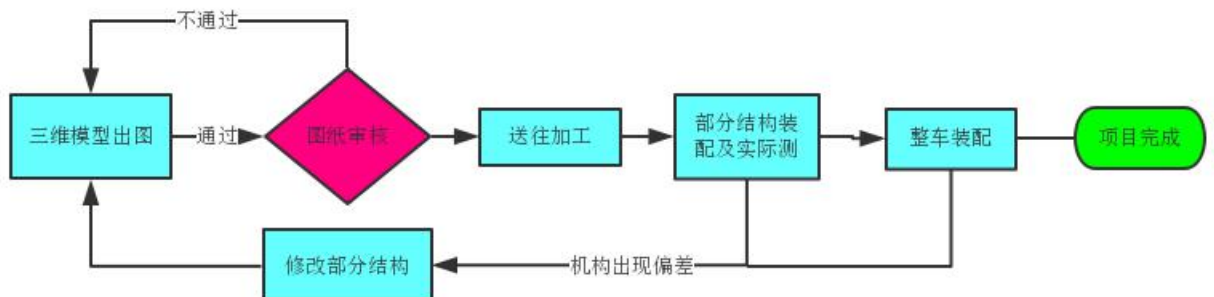 不通过
三维模型出图
通过
图纸审核
送往加工
部分结构装
配及实际测
整车装配
项目完成
修改部分结构
机构出现偏差